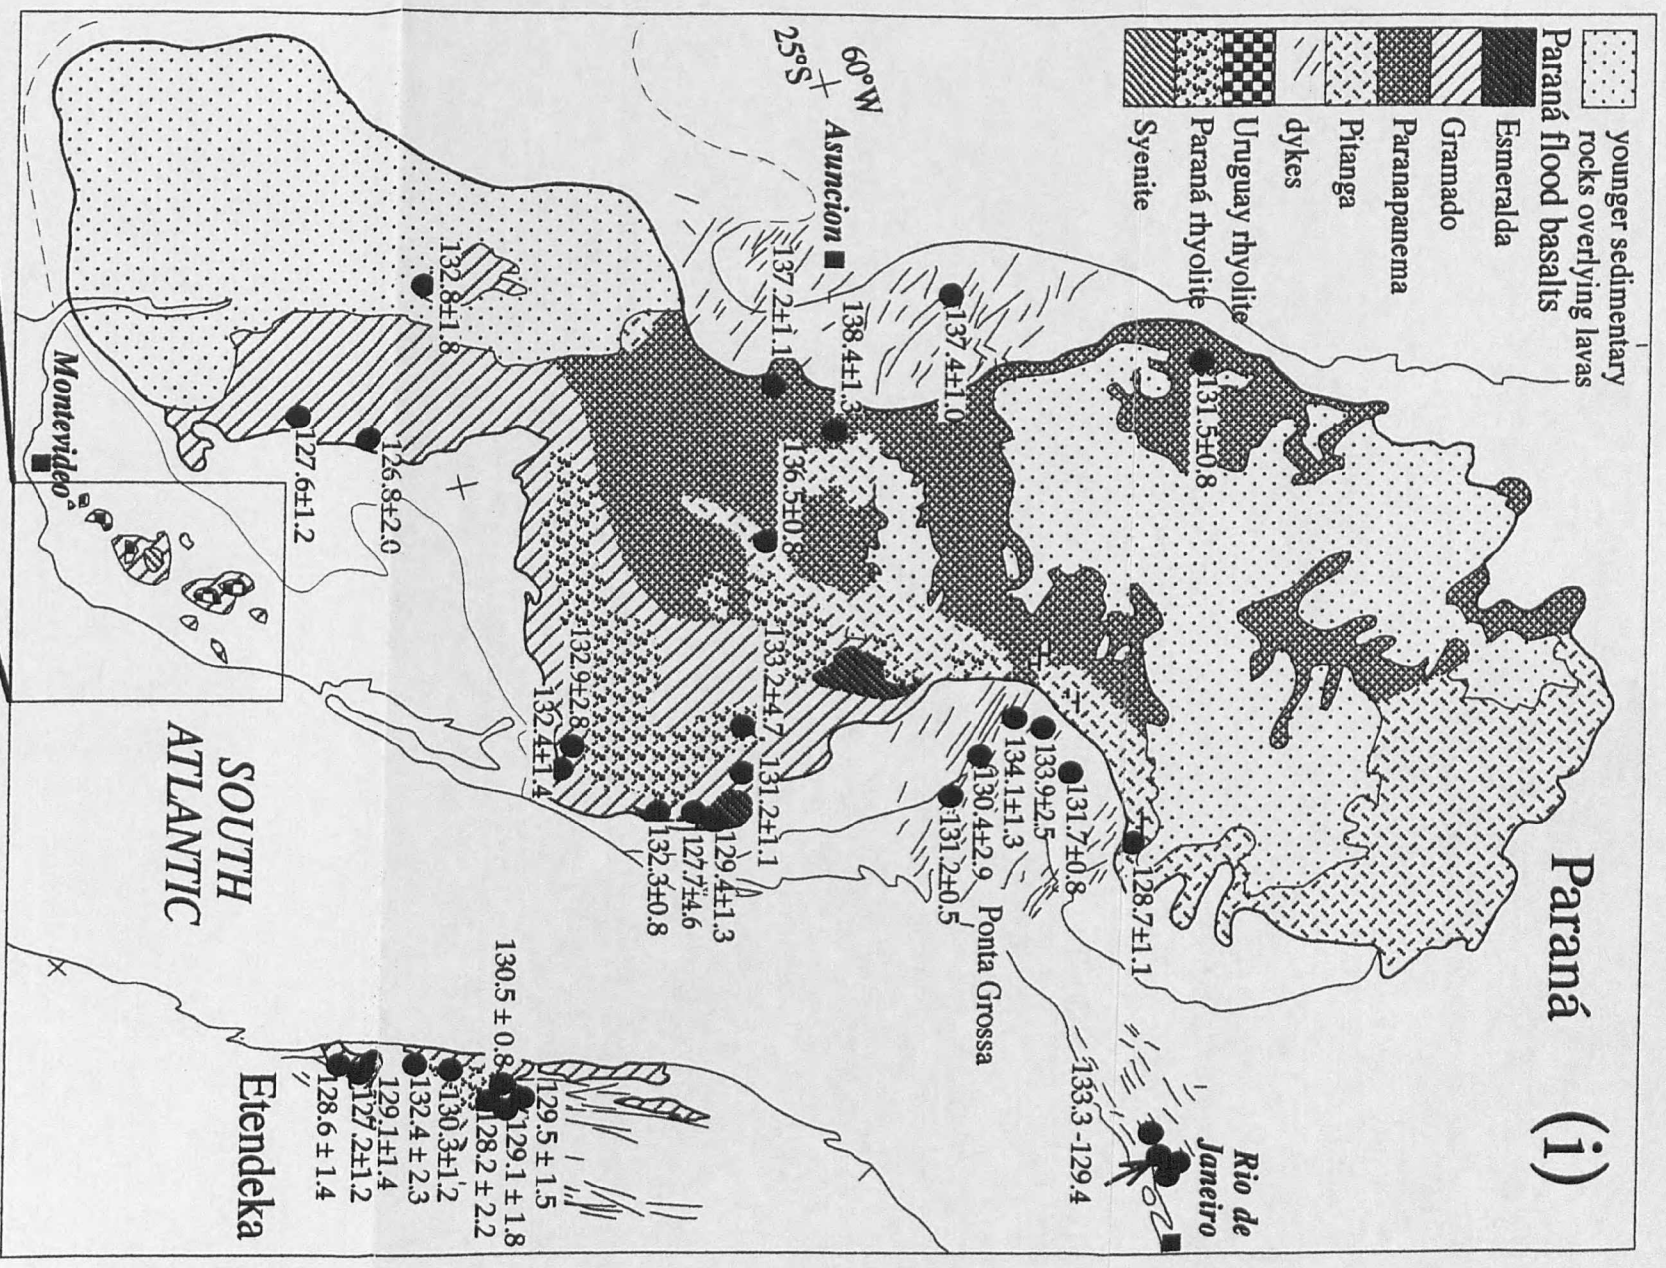 Paraná
(i)
younger sedimentary
rocks overlying lavas
Paraná flood basalts
Esmeralda
Gramado
Paranapanema
Pitanga
dykes
Uruguay rhyolite
Paraná rhyolite
Syenite
60°W
25°S
Asuncion
137.4±1.0
131.5±0.8
138.4±1.3
137.2±1.1
136.5±0.8
132.8±1.8
127.6±1.2
126.8±2.0
Montevideo
133.2±4.7
132.9±2.8
132.4±1.4
131.2±1.1
129.4±1.3
127.7±4.6
132.3±0.8
128.7±1.1
131.7±0.8
133.9±2.5
134.1±1.3
130.4±2.9
131.2±0.5
Ponta Grossa
133.3-129.4
Rio de
Janeiro
SOUTH
ATLANTIC
130.5 ± 0.8
129.5 ± 1.5
129.1 ± 1.8
128.2 ± 2.2
130.3±1.2
132.4 ± 2.3
129.1±1.4
127.2±1.2
128.6 ± 1.4
Etendeka